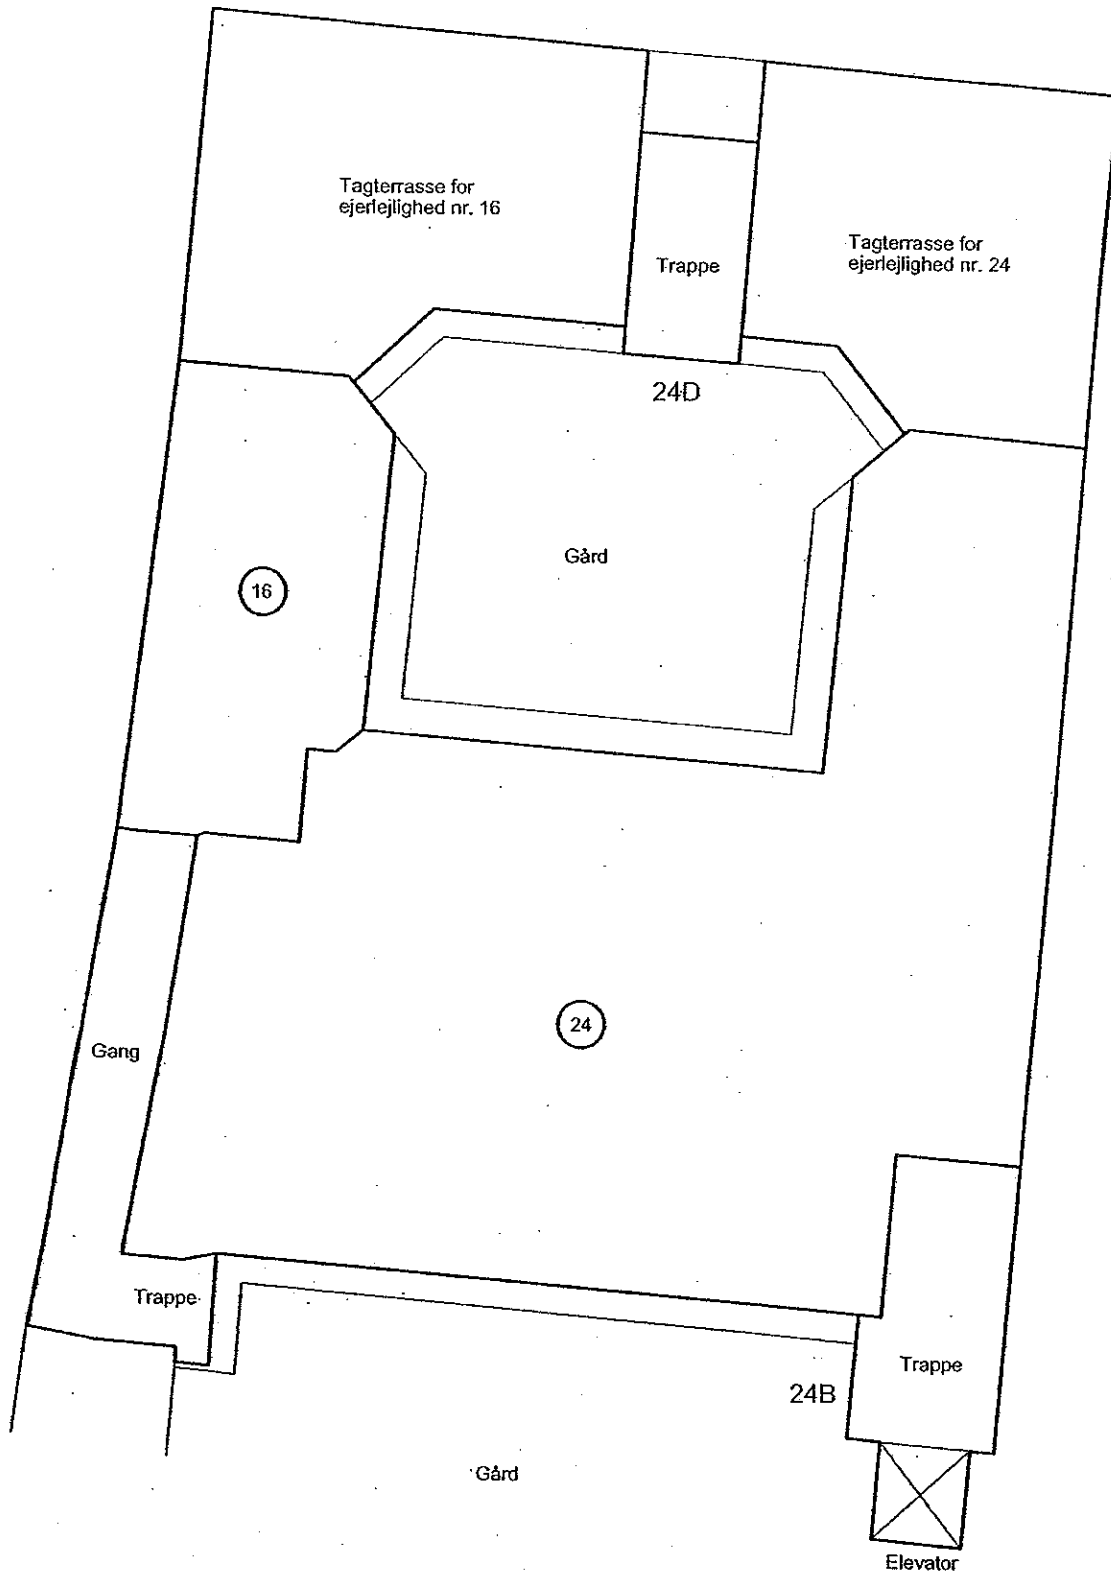 Tagterrasse for
ejerlejlighed nr. 16
Trappe
Tagterrasse for
ejerlejlighed nr. 24
24D
Gård
16
24
Gang
Trappe
Trappe
24B
Gård
Elevator